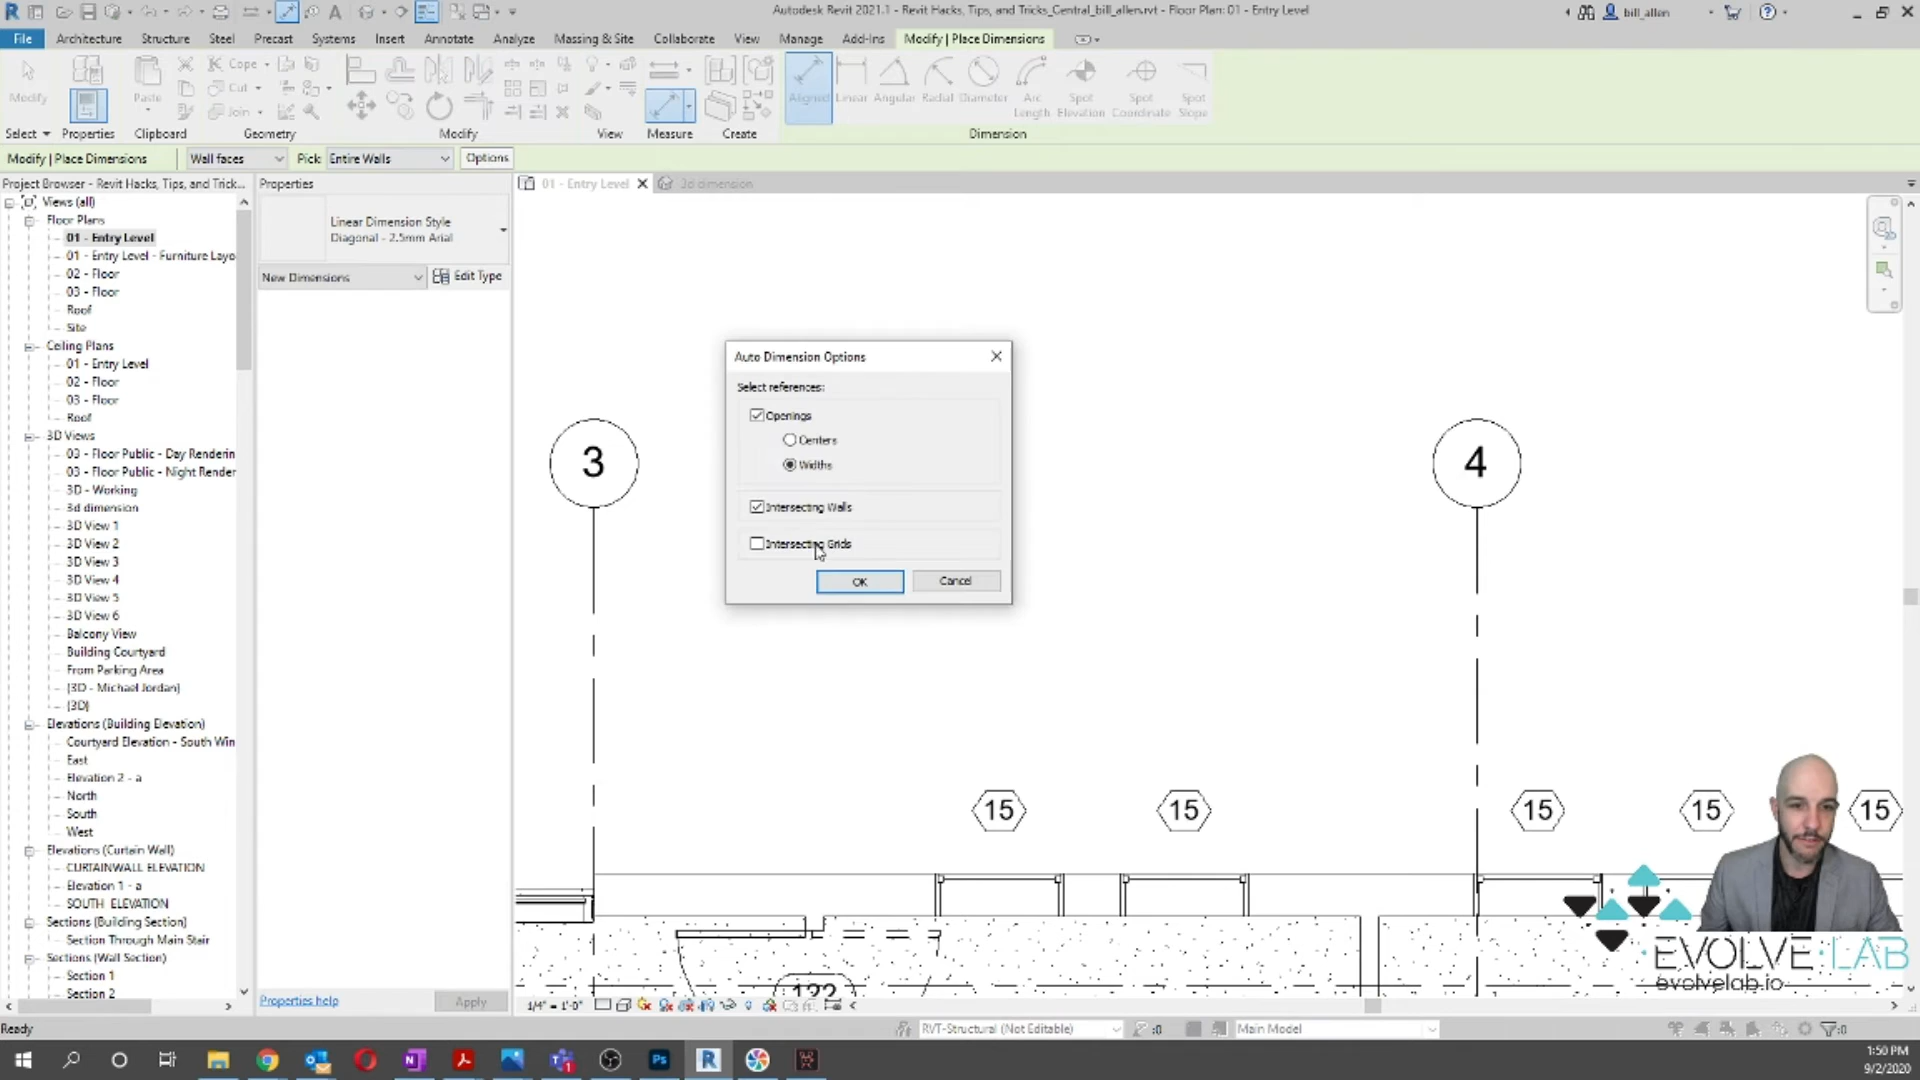 Autodesk Revit 2021.1 - Revit Hacks, Tips, and Tricks_Central_bill_allen.rvt - Floor Plan: 01 - Entry Level
bill_allen
File Architecture Structure Steel Precast Systems Insert Annotate Analyze Massing & Site Collaborate View Manage Add-Ins Modify | Place Dimensions
Modify
Paste
Cope
Cut
Join
Aligned Linear Angular Radial Diameter Arc Length Spot Elevation Spot Coordinate Spot Slope
Select Properties Clipboard Geometry Modify View Measure Create Dimension
Modify | Place Dimensions Wall faces Pick: Entire Walls Options
Project Browser - Revit Hacks, Tips, and Trick...
Views (all)
Floor Plans
01 - Entry Level
01 - Entry Level - Furniture Layo
02 - Floor
03 - Floor
Roof
Site
Ceiling Plans
01 - Entry Level
02 - Floor
03 - Floor
Roof
3D Views
03 - Floor Public - Day Renderin
03 - Floor Public - Night Render
3D - Working
3d dimension
3D View 1
3D View 2
3D View 3
3D View 4
3D View 5
3D View 6
Balcony View
Building Courtyard
From Parking Area
{3D - Michael Jordan}
{3D}
Elevations (Building Elevation)
Courtyard Elevation - South Win
East
Elevation 2 - a
North
South
West
Elevations (Curtain Wall)
CURTAINWALL ELEVATION
Elevation 1 - a
SOUTH ELEVATION
Sections (Building Section)
Section Through Main Stair
Sections (Wall Section)
Section 1
Section 2
Properties
Linear Dimension Style
Diagonal - 2.5mm Arial
New Dimensions Edit Type
Properties help Apply
01 - Entry Level 3d dimension
Auto Dimension Options
Select references:
Openings
Centers
Widths
Intersecting Walls
Intersecting Grids
OK Cancel
3 4
15 15 15 15 15
122
EVOLVE LAB
evolvelab.io
1/4" = 1'-0"
Ready RVT-Structural (Not Editable) :0 Main Model :0
1:50 PM
9/2/2020